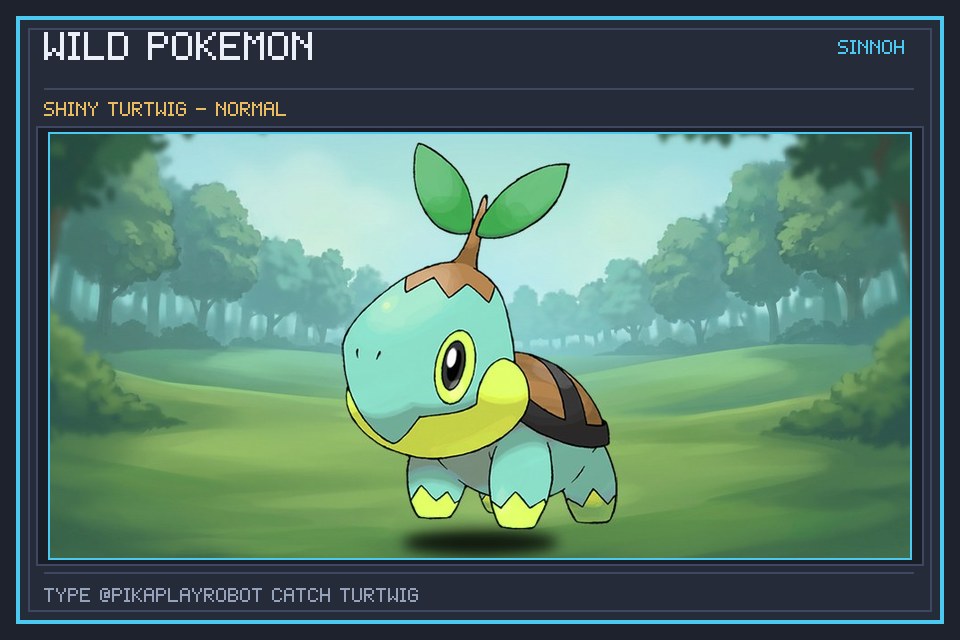 WILD POKEMON
SINNOH
SHINY TURTWIG - NORMAL
TYPE @PIKAPLAYROBOT CATCH TURTWIG